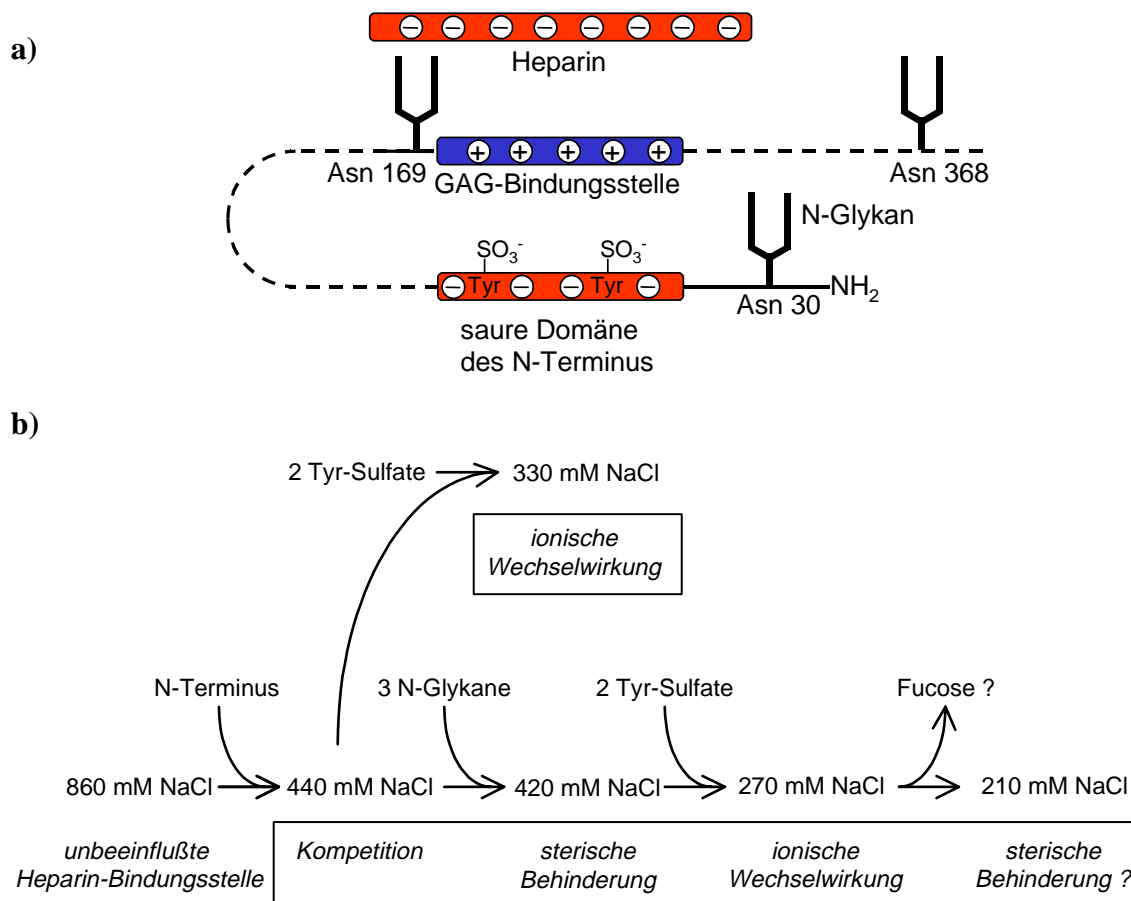 a)
Heparin
Asn 169
GAG-Bindungsstelle
Asn 368
N-Glykan
SO3-
SO3-
Tyr
Tyr
Asn 30
NH2
saure Domäne
des N-Terminus
b)
2 Tyr-Sulfate
330 mM NaCl
ionische
Wechselwirkung
N-Terminus
3 N-Glykane
2 Tyr-Sulfate
Fucose ?
860 mM NaCl
440 mM NaCl
420 mM NaCl
270 mM NaCl
210 mM NaCl
unbeeinflußte
Heparin-Bindungsstelle
Kompetition
sterische
Behinderung
ionische
Wechselwirkung
sterische
Behinderung ?